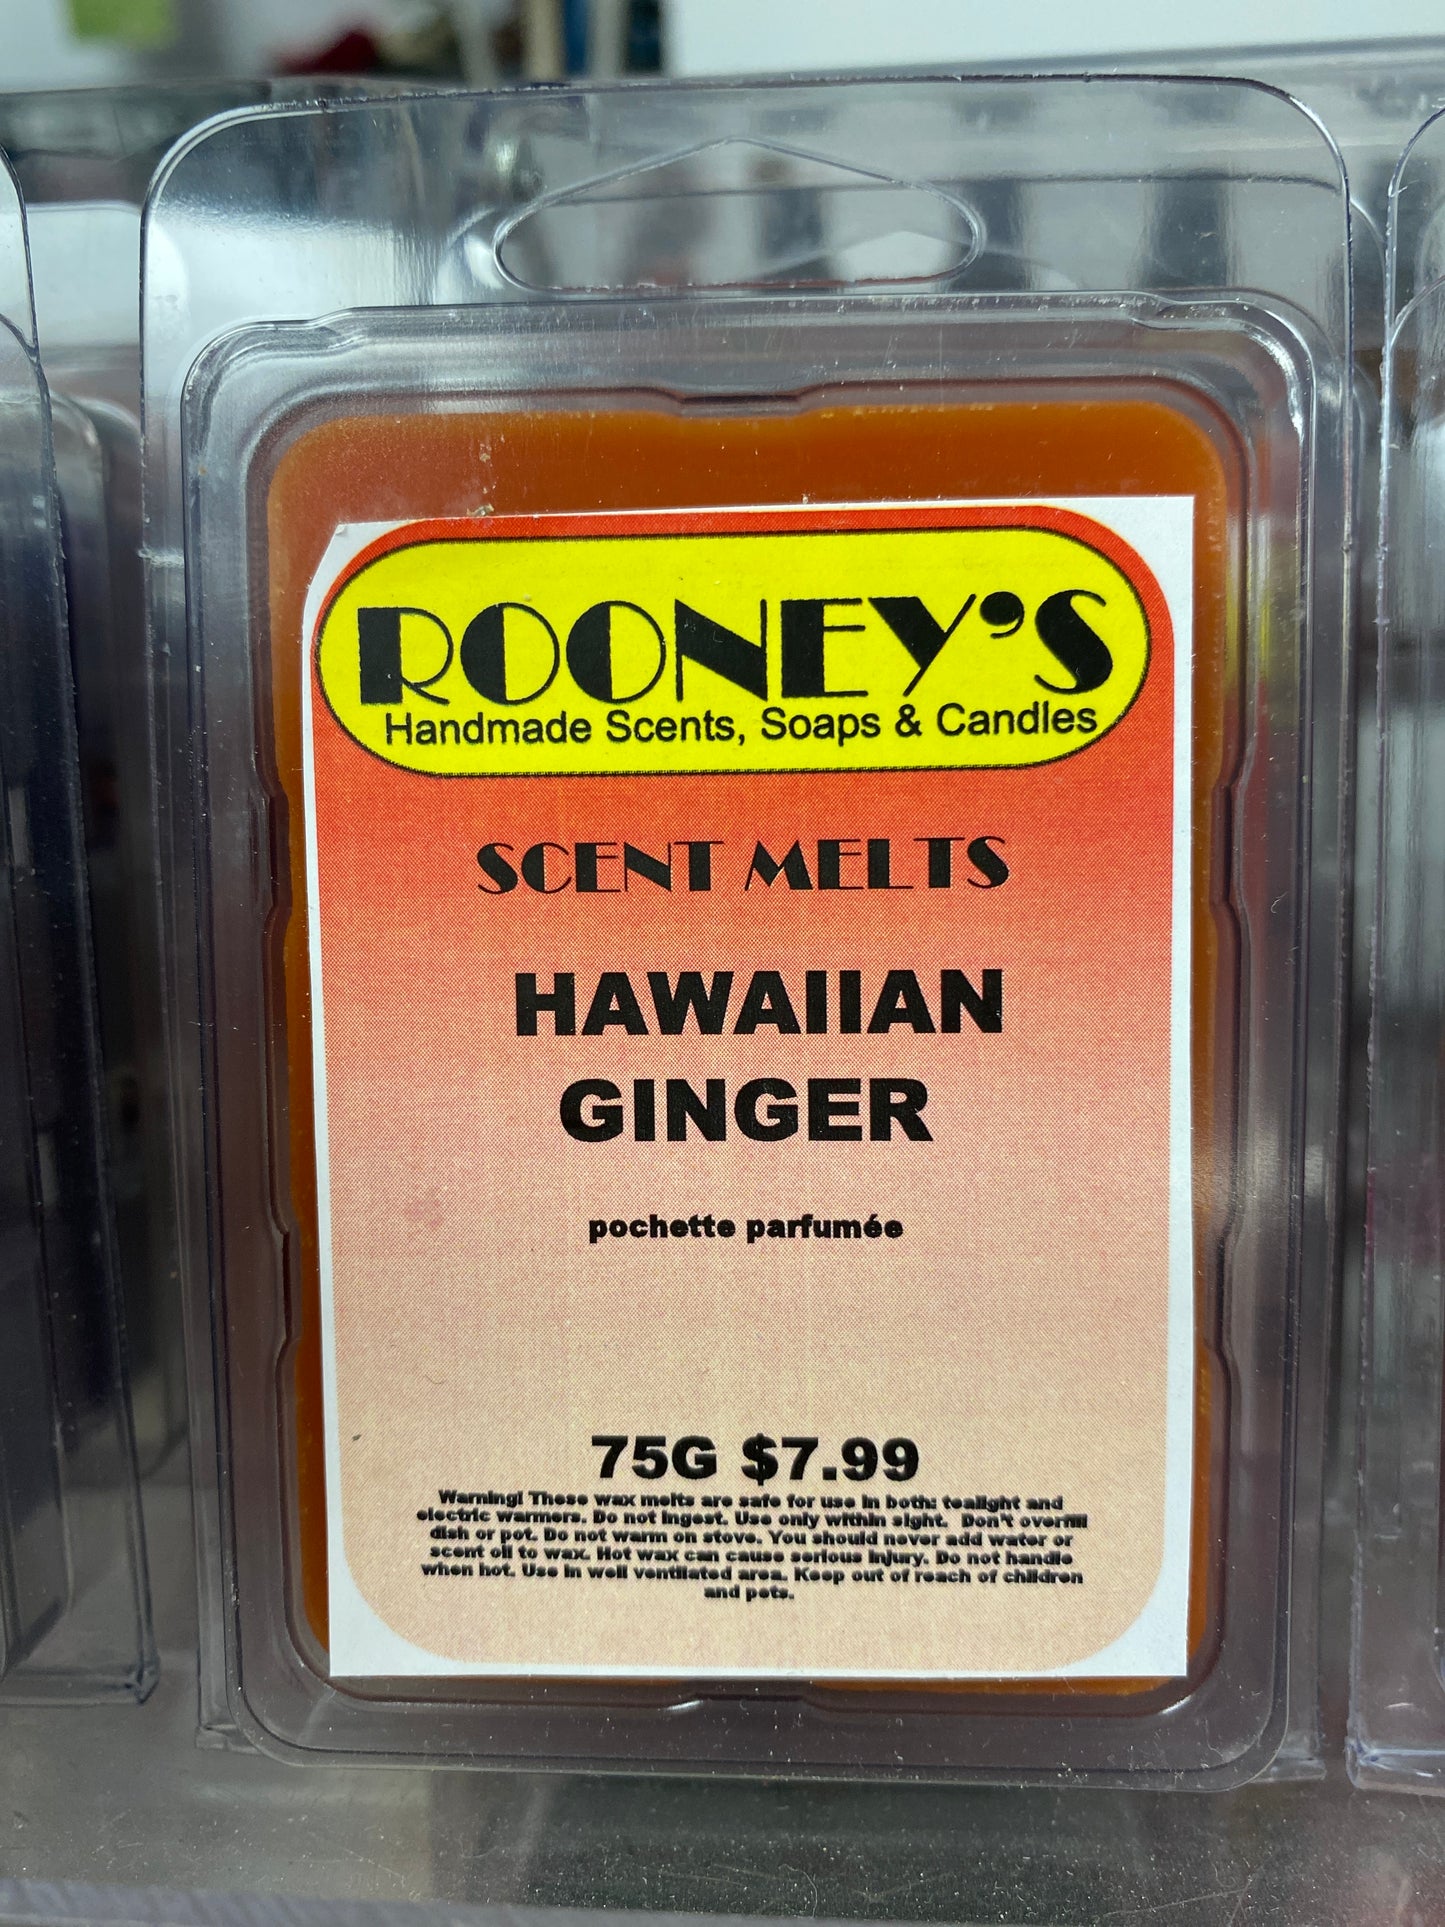 ROONEY'S
Handmade Scents, Soaps & Candles
SCENT MELTS
HAWAIIAN
GINGER
pochette parfumée
75G $7.99
Warning! These wax melts are safe for use in both: tealight and
electric warmers. Do not ingest. Use only within sight. Don't overfill
dish or pot. Do not warm on stove. You should never add water or
scent oil to wax. Hot wax can cause serious injury. Do not handle
when hot. Use in well ventilated area. Keep out of reach of children
and pets.